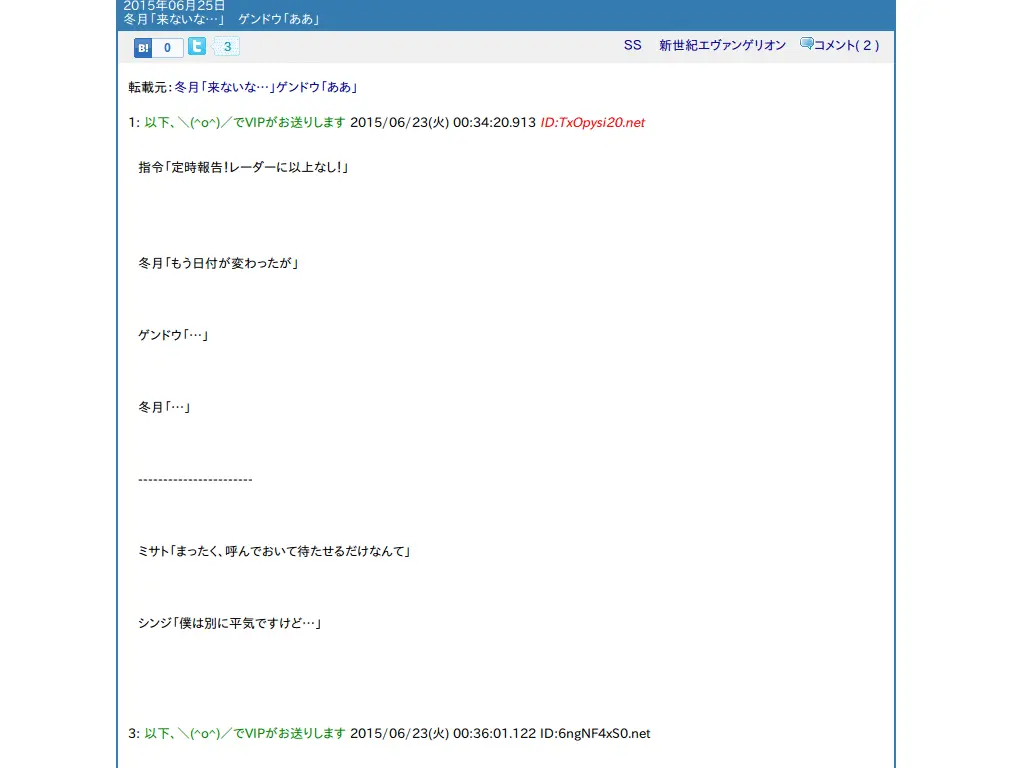 2015年06月25日
冬月「来ないな…」　ゲンドウ「ああ」
B! 0 t 3 SS 新世紀エヴァンゲリオン コメント( 2 )
転載元：冬月「来ないな…」ゲンドウ「ああ」
1: 以下、＼(^o^)／でVIPがお送りします 2015/06/23(火) 00:34:20.913 ID:TxOpysi20.net
指令「定時報告！レーダーに以上なし！」
冬月「もう日付が変わったが」
ゲンドウ「…」
冬月「…」
-----------------------
ミサト「まったく、呼んでおいて待たせるだけなんて」
シンジ「僕は別に平気ですけど…」
3: 以下、＼(^o^)／でVIPがお送りします 2015/06/23(火) 00:36:01.122 ID:6ngNF4xS0.net